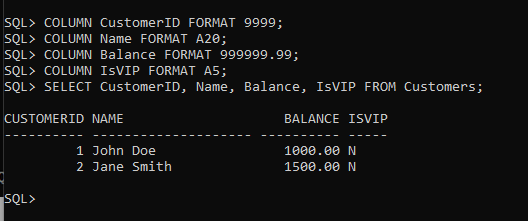 SQL> COLUMN CustomerID FORMAT 9999;
SQL> COLUMN Name FORMAT A20;
SQL> COLUMN Balance FORMAT 999999.99;
SQL> COLUMN IsVIP FORMAT A5;
SQL> SELECT CustomerID, Name, Balance, IsVIP FROM Customers;

CUSTOMERID NAME                    BALANCE ISVIP
---------- -------------------- ---------- -----
         1 John Doe                1000.00 N
         2 Jane Smith              1500.00 N

SQL>